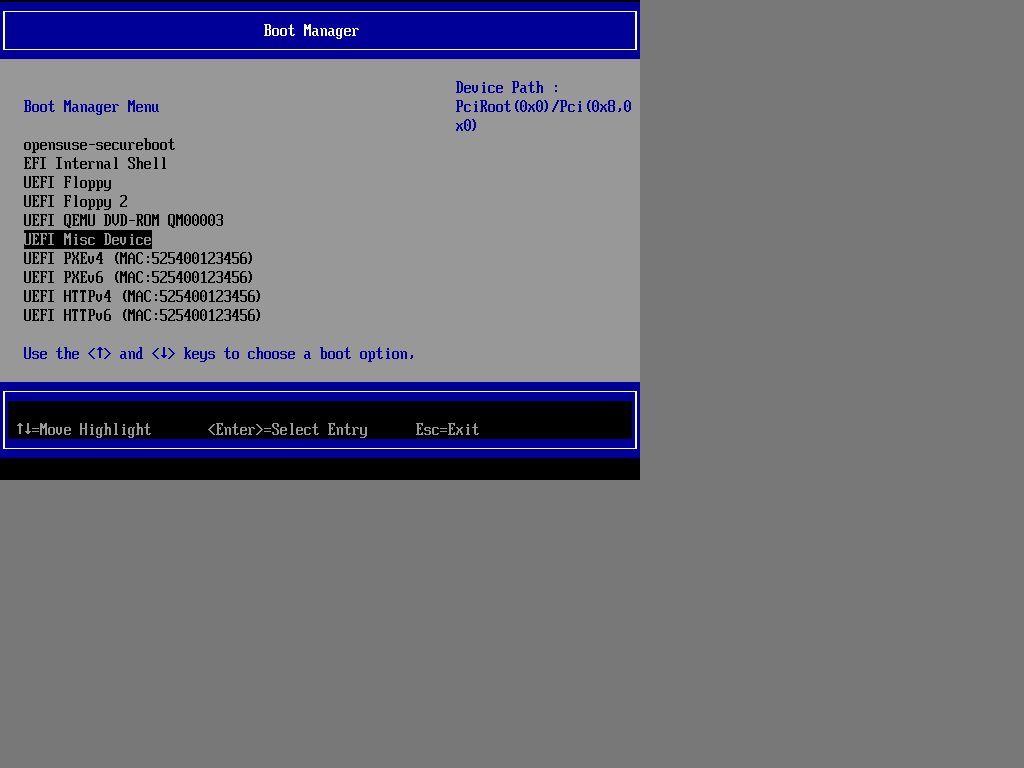 Boot Manager
Device Path :
Boot Manager Menu
PciRoot(0x0)/Pci(0x8,0
x0)
opensuse-secureboot
EFI Internal Shell
UEFI Floppy
UEFI Floppy 2
UEFI QEMU DVD-ROM QM00003
UEFI Misc Device
UEFI PXEv4 (MAC:525400123456)
UEFI PXEv6 (MAC:525400123456)
UEFI HTTPv4 (MAC:525400123456)
UEFI HTTPv6 (MAC:525400123456)
Use the <↑> and <↓> keys to choose a boot option,
↑↓=Move Highlight <Enter>=Select Entry Esc=Exit